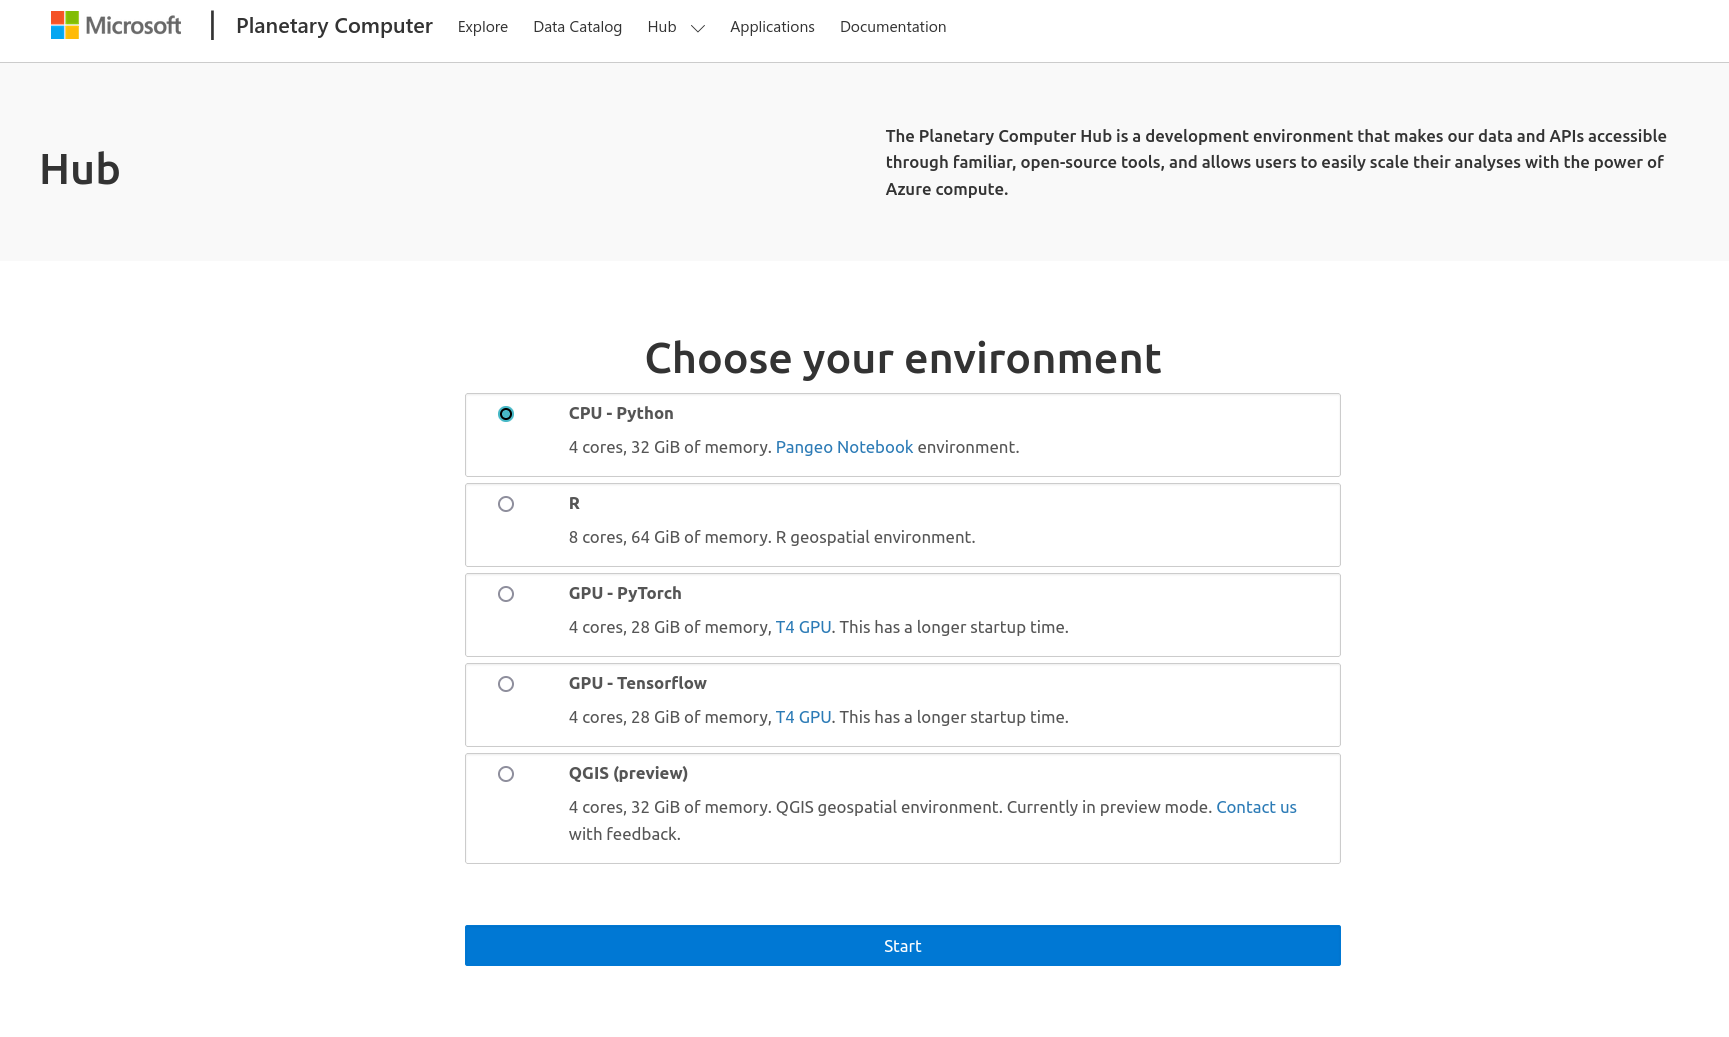 Microsoft Planetary Computer Explore Data Catalog Hub Applications Documentation
Hub
The Planetary Computer Hub is a development environment that makes our data and APIs accessible
through familiar, open-source tools, and allows users to easily scale their analyses with the power of
Azure compute.
Choose your environment
CPU - Python
4 cores, 32 GiB of memory. Pangeo Notebook environment.
R
8 cores, 64 GiB of memory. R geospatial environment.
GPU - PyTorch
4 cores, 28 GiB of memory, T4 GPU. This has a longer startup time.
GPU - Tensorflow
4 cores, 28 GiB of memory, T4 GPU. This has a longer startup time.
QGIS (preview)
4 cores, 32 GiB of memory. QGIS geospatial environment. Currently in preview mode. Contact us
with feedback.
Start